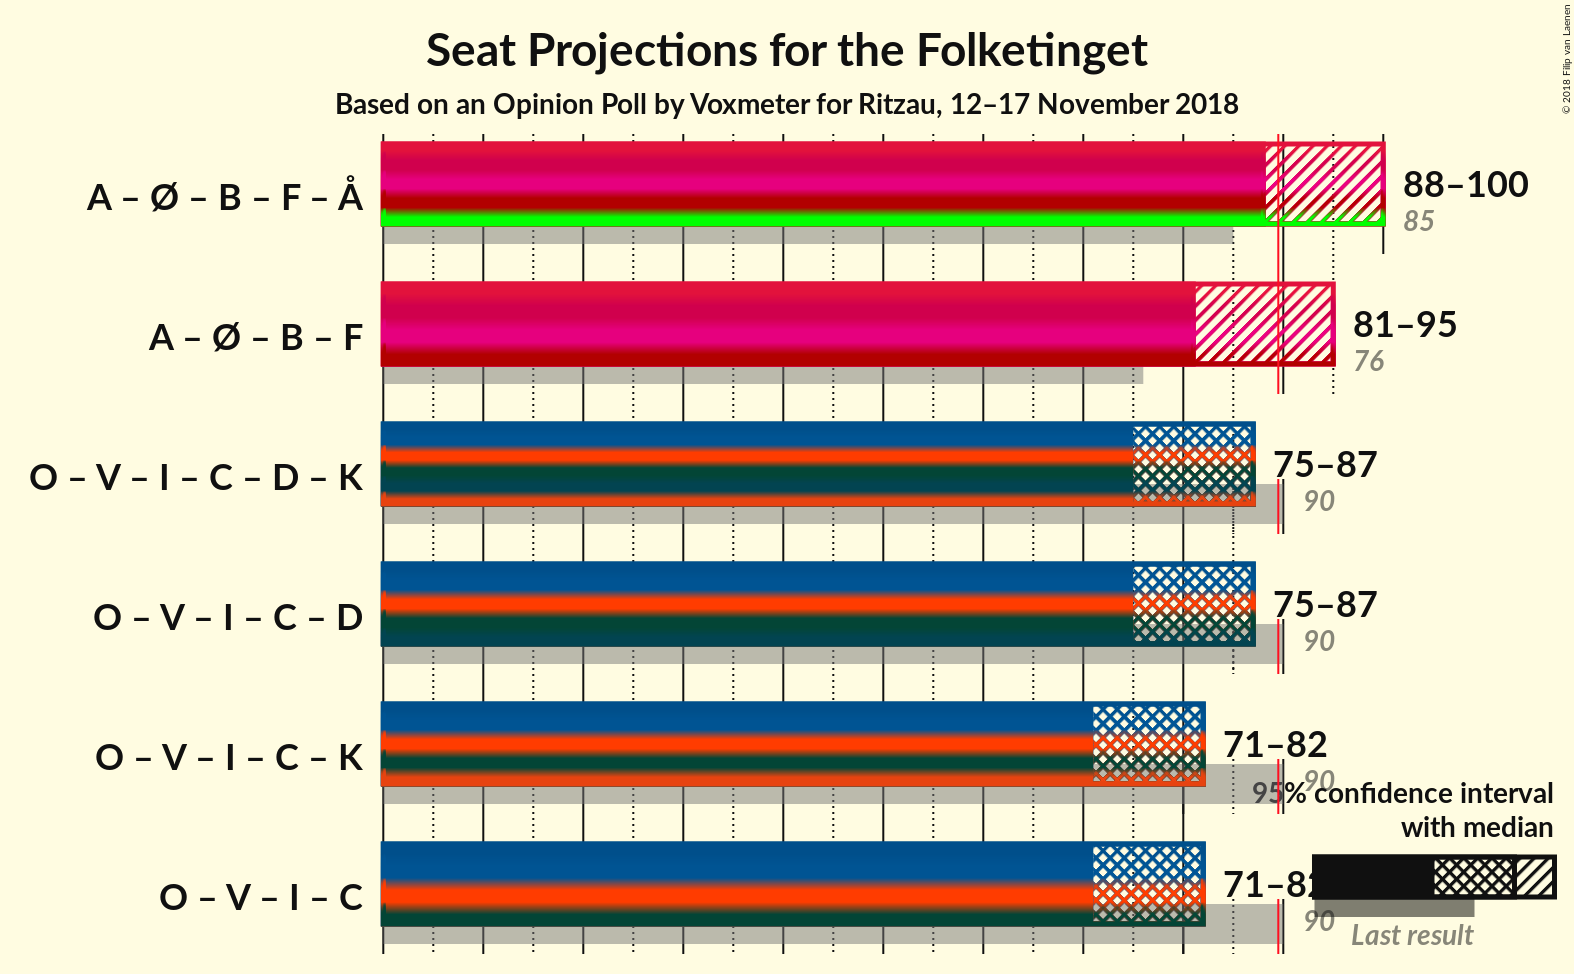 Seat Projections for the Folketinget
Based on an Opinion Poll by Voxmeter for Ritzau, 12–17 November 2018
© 2018 Filip van Laenen
A – Ø – B – F – Å
88–100
85
A – Ø – B – F
81–95
76
O – V – I – C – D – K
75–87
90
O – V – I – C – D
75–87
90
O – V – I – C – K
71–82
90
O – V – I – C
71–82
90
95% confidence interval
with median
Last result